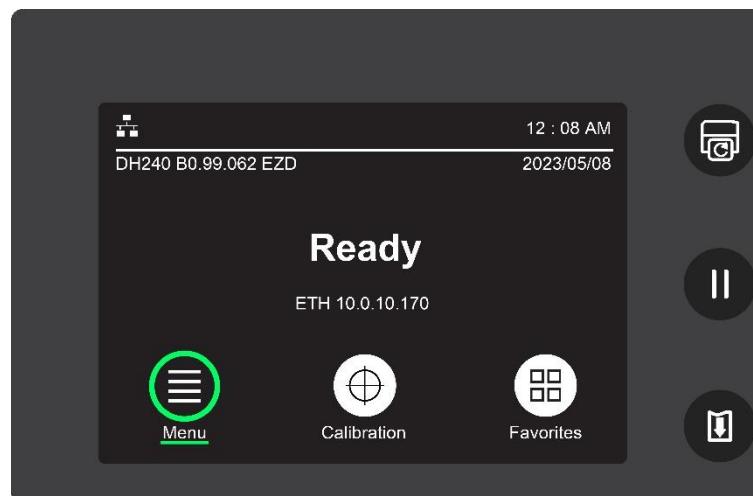 12 : 08 AM
DH240 B0.99.062 EZD 2023/05/08
Ready
ETH 10.0.10.170
Menu Calibration Favorites